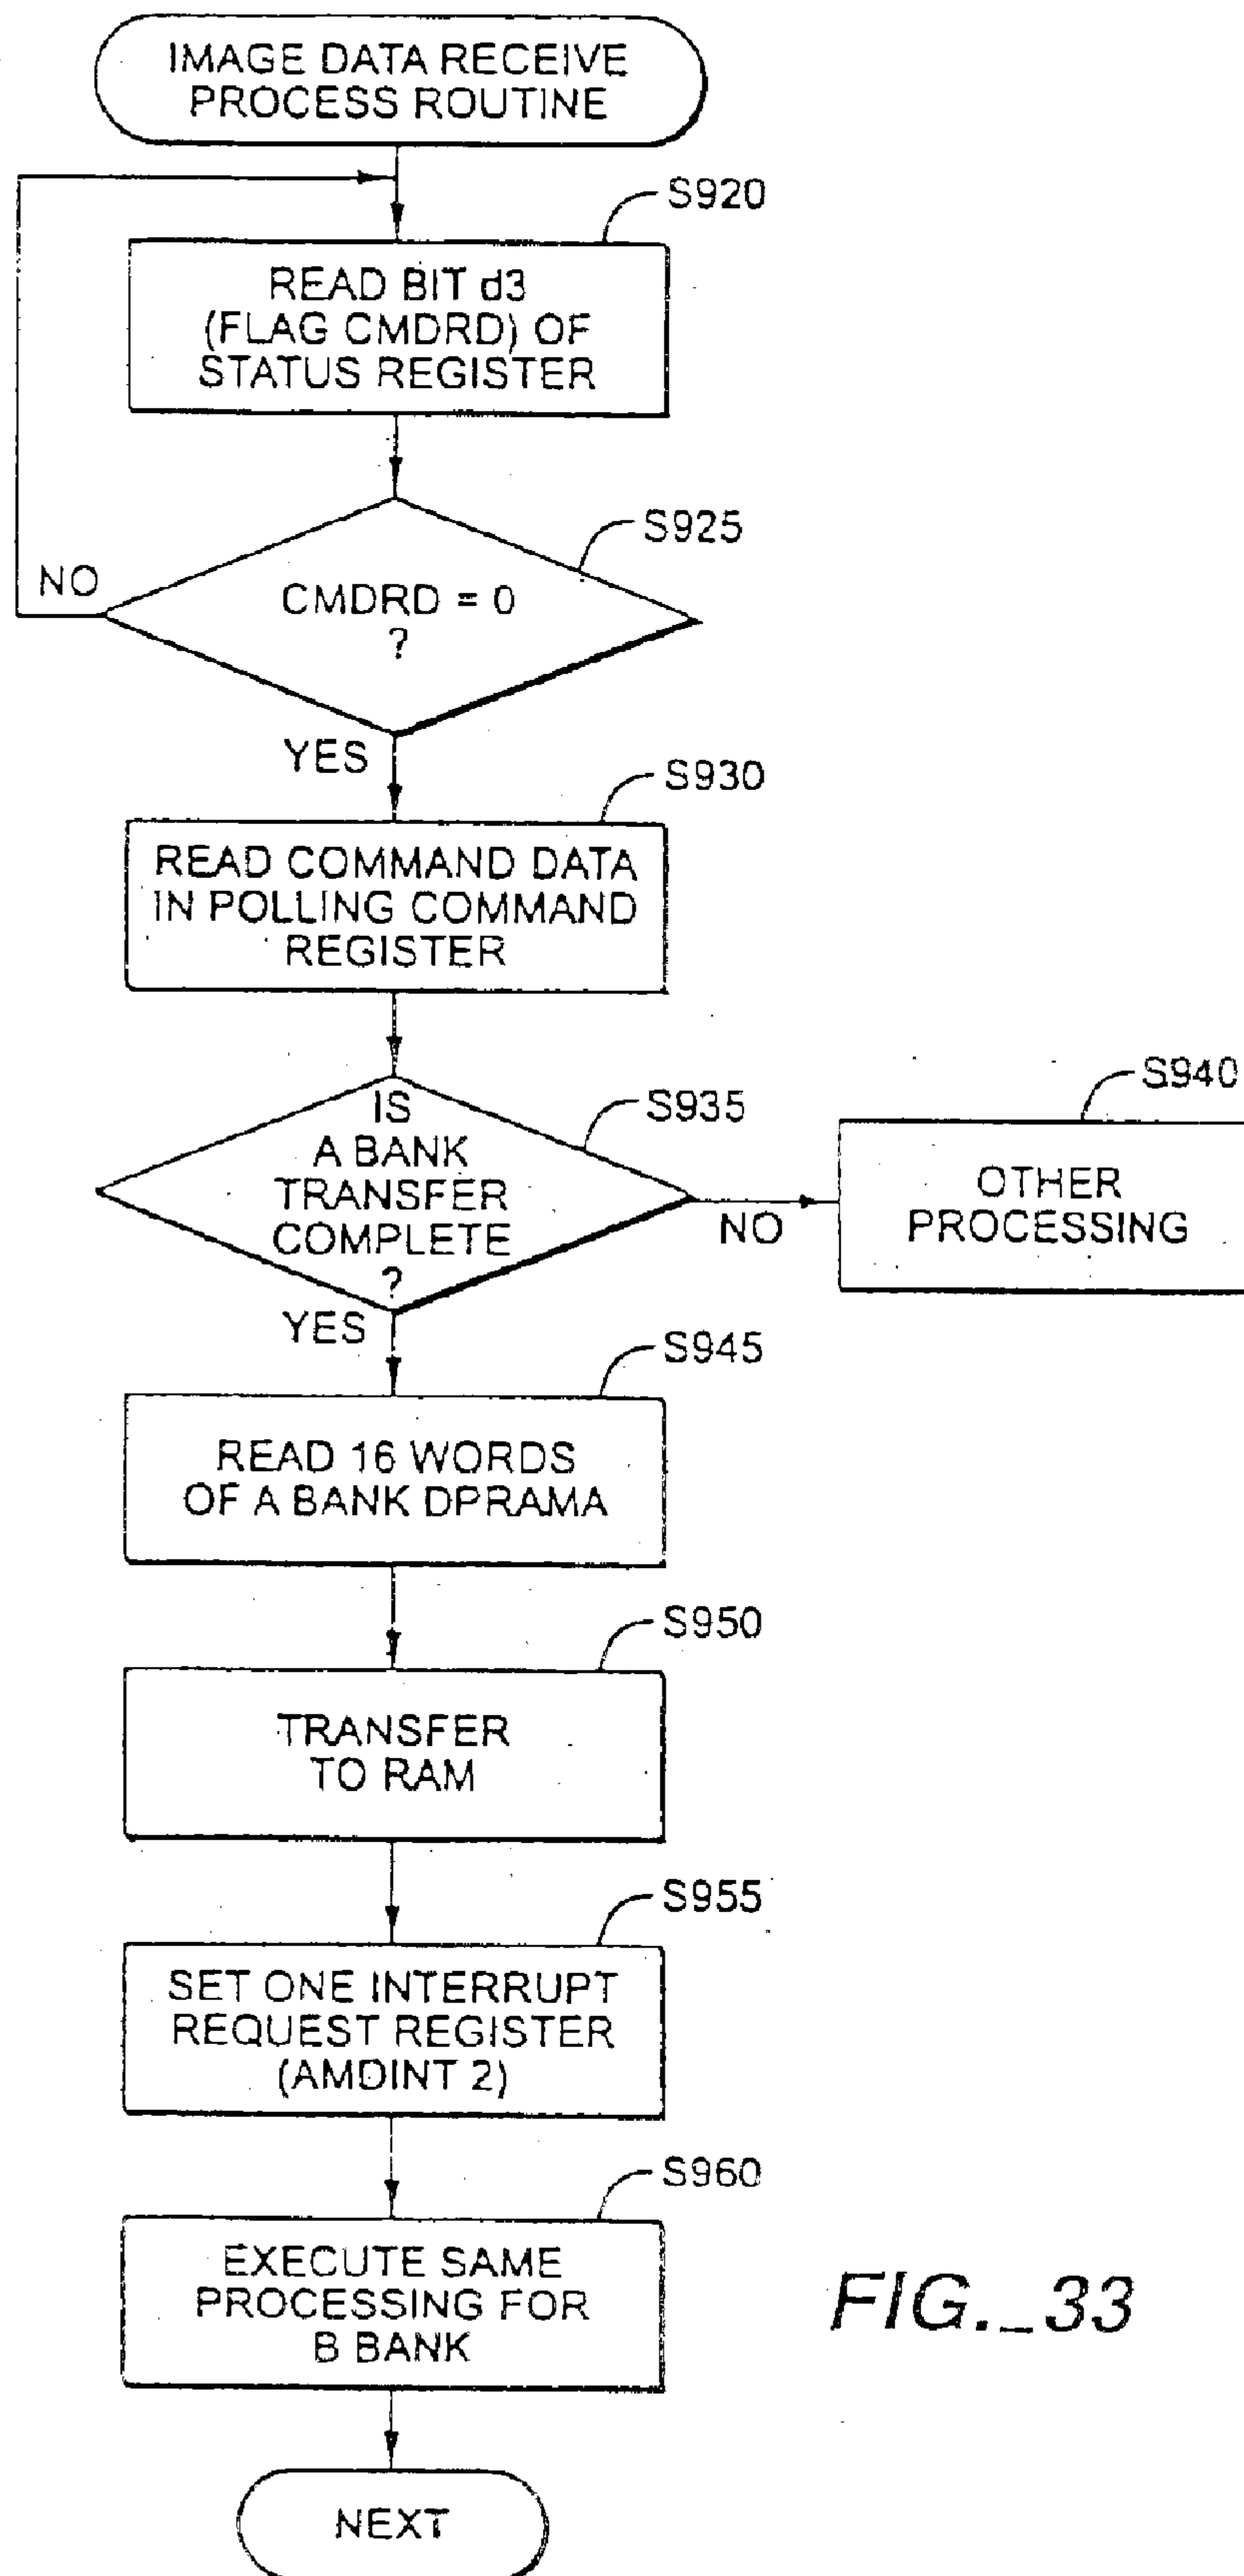 IMAGE DATA RECEIVE
PROCESS ROUTINE
S920
READ BIT d3
(FLAG CMDRD) OF
STATUS REGISTER
S925
NO
CMDRD = 0
?
YES
S930
READ COMMAND DATA
IN POLLING COMMAND
REGISTER
S935
IS
A BANK
TRANSFER
COMPLETE
?
NO
S940
OTHER
PROCESSING
YES
S945
READ 16 WORDS
OF A BANK DPRAMA
S950
TRANSFER
TO RAM
S955
SET ONE INTERRUPT
REQUEST REGISTER
(AMDINT 2)
S960
EXECUTE SAME
PROCESSING FOR
B BANK
NEXT
FIG._33